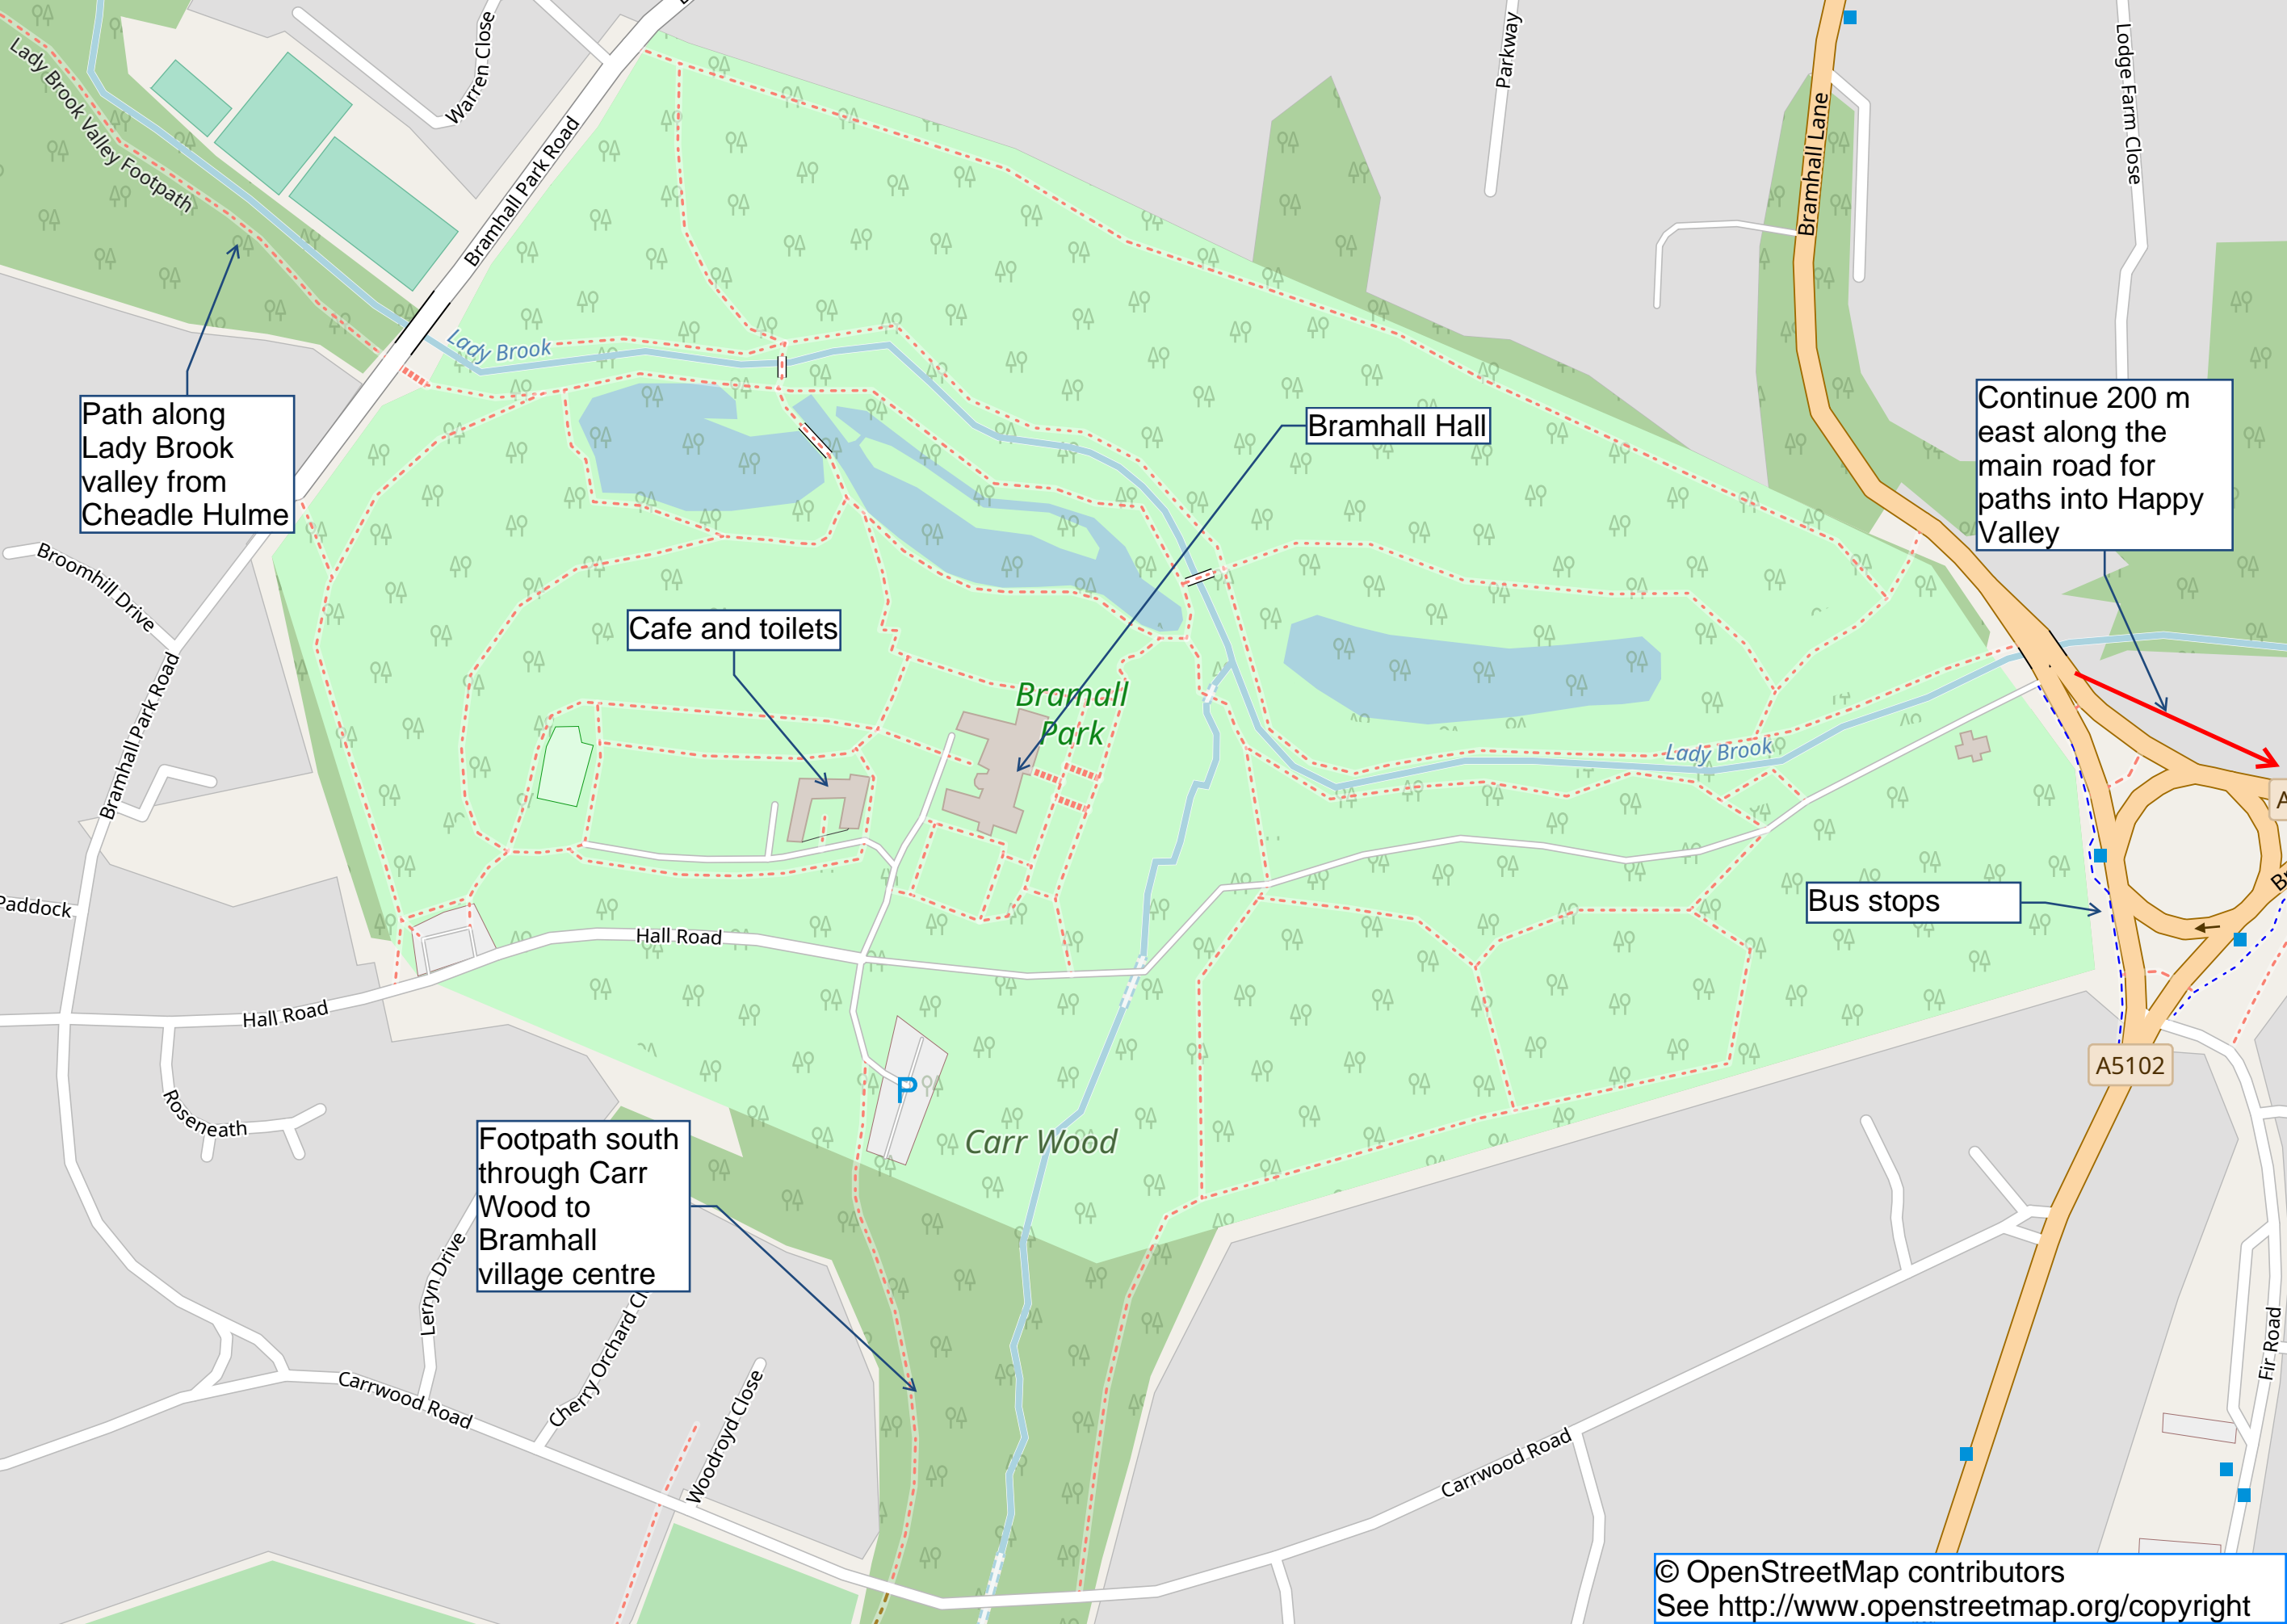 Lady Brook Valley Footpath
Warren Close
Bramhall Park Road
Parkway
Bramhall Lane
Lodge Farm Close
Lady Brook
Path along
Lady Brook
valley from
Cheadle Hulme
Bramhall Hall
Continue 200 m
east along the
main road for
paths into Happy
Valley
Broomhill Drive
Cafe and toilets
Bramall
Park
Bramhall Park Road
Lady Brook
Paddock
Bus stops
Hall Road
Hall Road
A5102
P
Roseneath
Carr Wood
Footpath south
through Carr
Wood to
Bramhall
village centre
Lerryn Drive
Cherry Orchard Cl
Woodroyd Close
Carrwood Road
Carrwood Road
Fir Road
© OpenStreetMap contributors
See http://www.openstreetmap.org/copyright